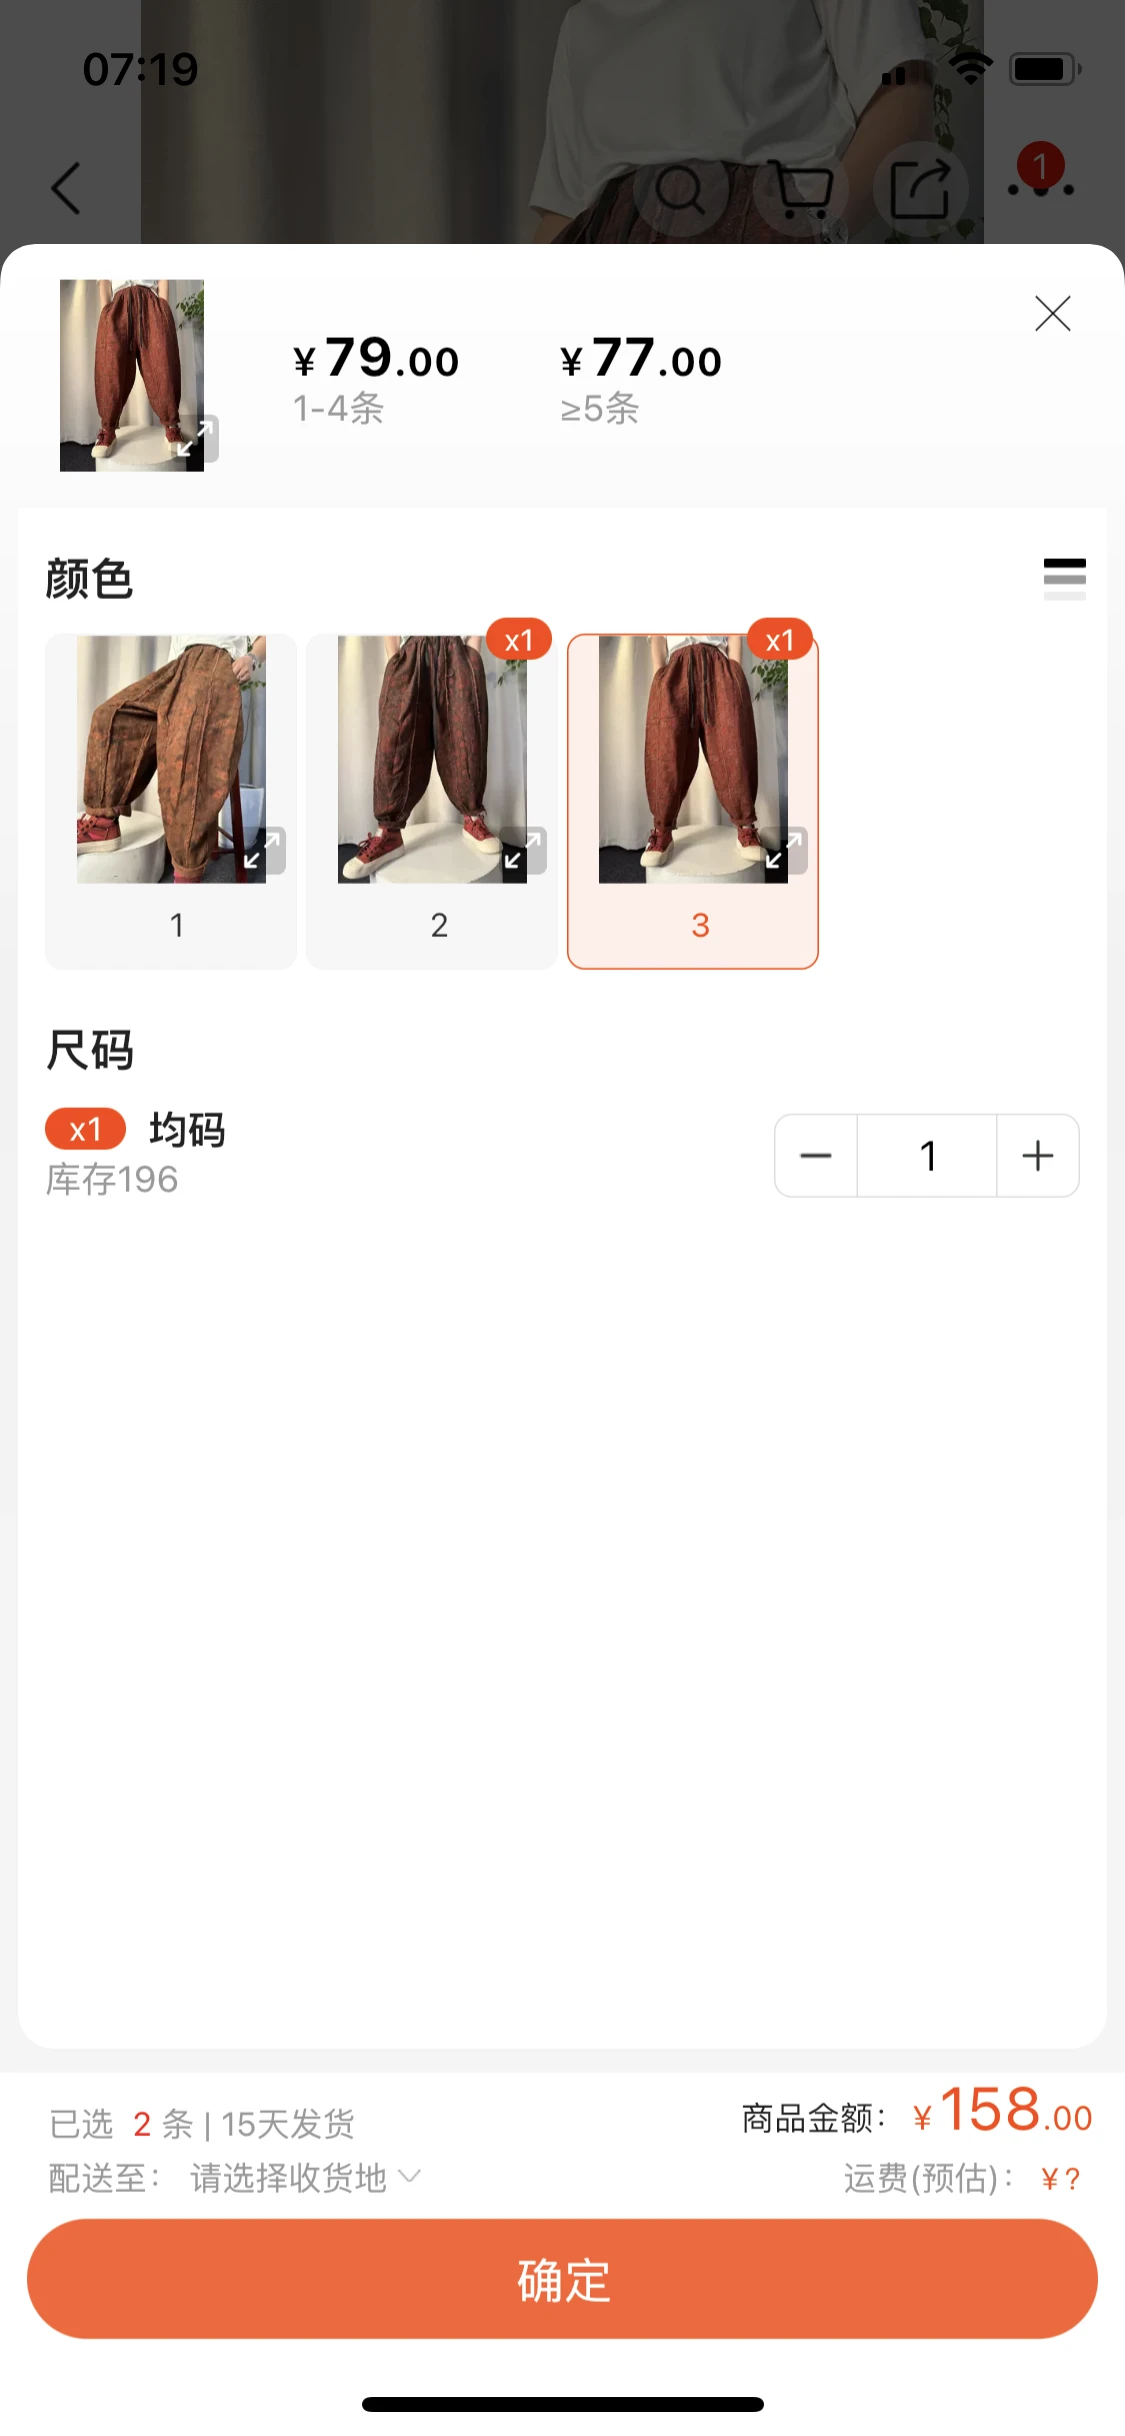 07:19
1
¥79.00 ¥77.00
1-4条 ≥5条
颜色
x1 x1
1 2 3
尺码
x1 均码
库存196
1
已选 2 条 | 15天发货
商品金额: ¥158.00
配送至: 请选择收货地
运费(预估): ¥?
确定